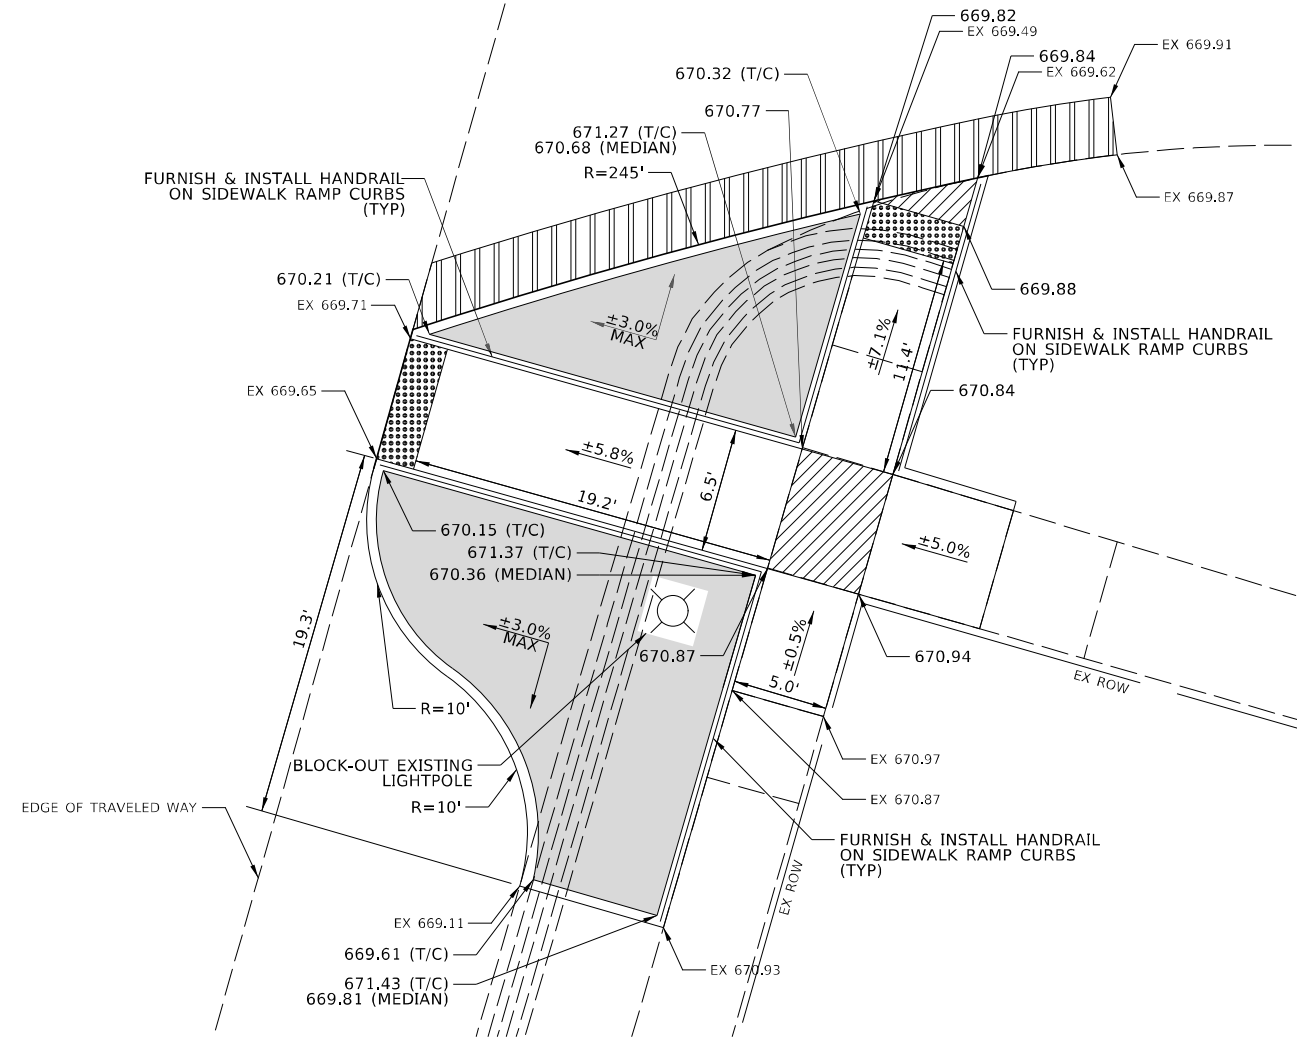 669.82
EX 669.49
EX 669.91
669.84
EX 669.62
670.32 (T/C)
670.77
671.27 (T/C)
670.68 (MEDIAN)
R=245'
FURNISH & INSTALL HANDRAIL
ON SIDEWALK RAMP CURBS
(TYP)
EX 669.87
670.21 (T/C)
EX 669.71
669.88
±3.0%
MAX
±7.1%
11.4'
FURNISH & INSTALL HANDRAIL
ON SIDEWALK RAMP CURBS
(TYP)
EX 669.65
670.84
±5.8%
19.2'
6.5'
670.15 (T/C)
671.37 (T/C)
670.36 (MEDIAN)
±5.0%
19.3'
±3.0%
MAX
670.87
±0.5%
5.0'
670.94
EX ROW
R=10'
BLOCK-OUT EXISTING
LIGHTPOLE
R=10'
EX 670.97
EX 670.87
EDGE OF TRAVELED WAY
FURNISH & INSTALL HANDRAIL
ON SIDEWALK RAMP CURBS
(TYP)
EX ROW
EX 669.11
669.61 (T/C)
EX 670.93
671.43 (T/C)
669.81 (MEDIAN)